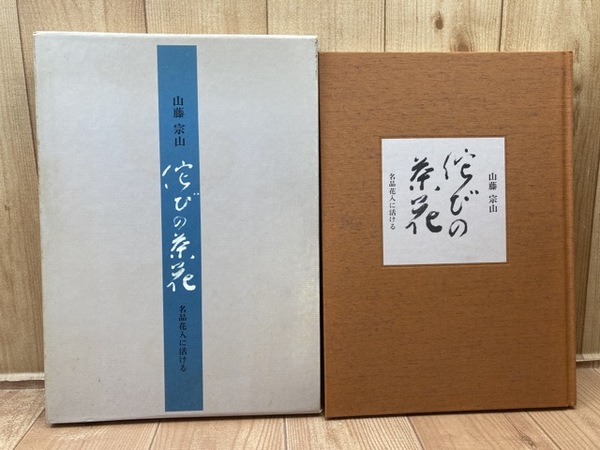 山藤 宗山
侘びの茶花
名品花入に活ける
山藤 宗山
侘びの
茶花
名品花入に活ける